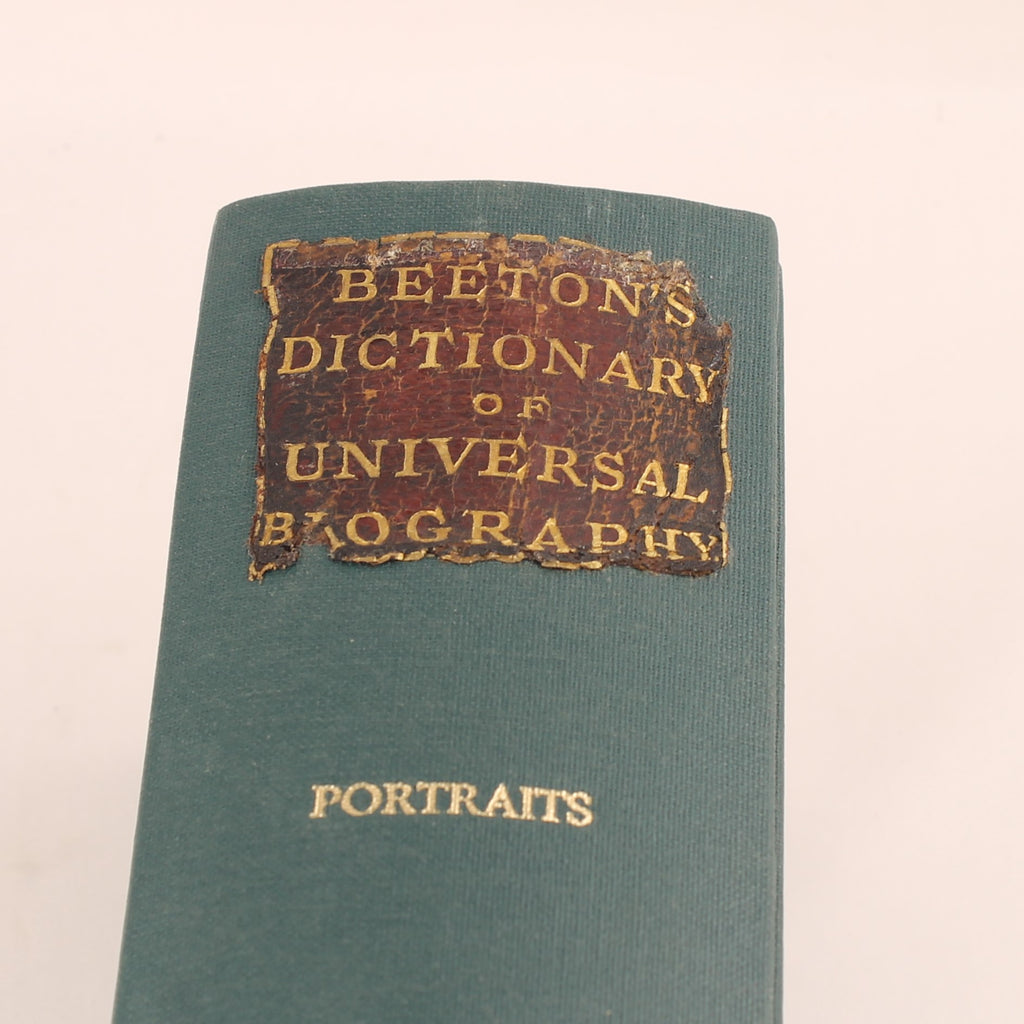 BEETON'S
DICTIONARY
OF
UNIVERSAL
BIOGRAPHY.
PORTRAITS